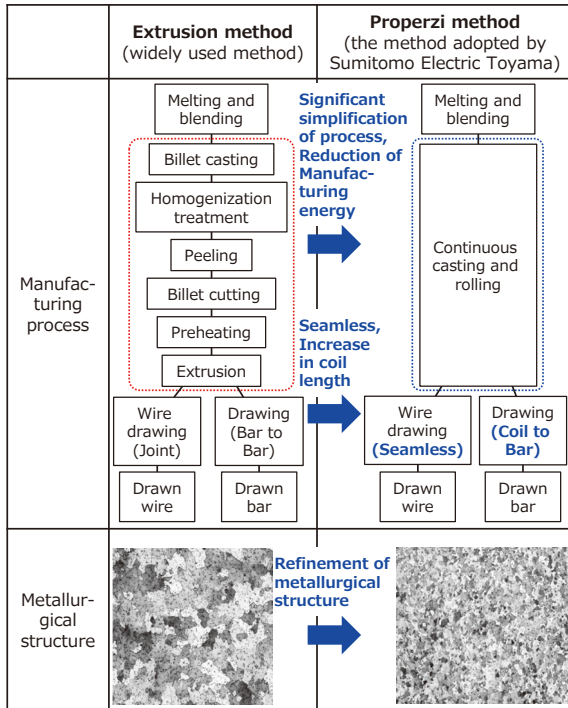 Extrusion method
(widely used method)
Properzi method
(the method adopted by
Sumitomo Electric Toyama)
Manufac-
turing
process
Melting and
blending
Billet casting
Homogenization
treatment
Peeling
Billet cutting
Preheating
Extrusion
Wire
drawing
(Joint)
Drawing
(Bar to
Bar)
Drawn
wire
Drawn
bar
Significant
simplification
of process,
Reduction of
Manufac-
turing
energy
Seamless,
Increase
in coil
length
Melting and
blending
Continuous
casting and
rolling
Wire
drawing
(Seamless)
Drawing
(Coil to
Bar)
Drawn
wire
Drawn
bar
Metallur-
gical
structure
Refinement of
metallurgical
structure